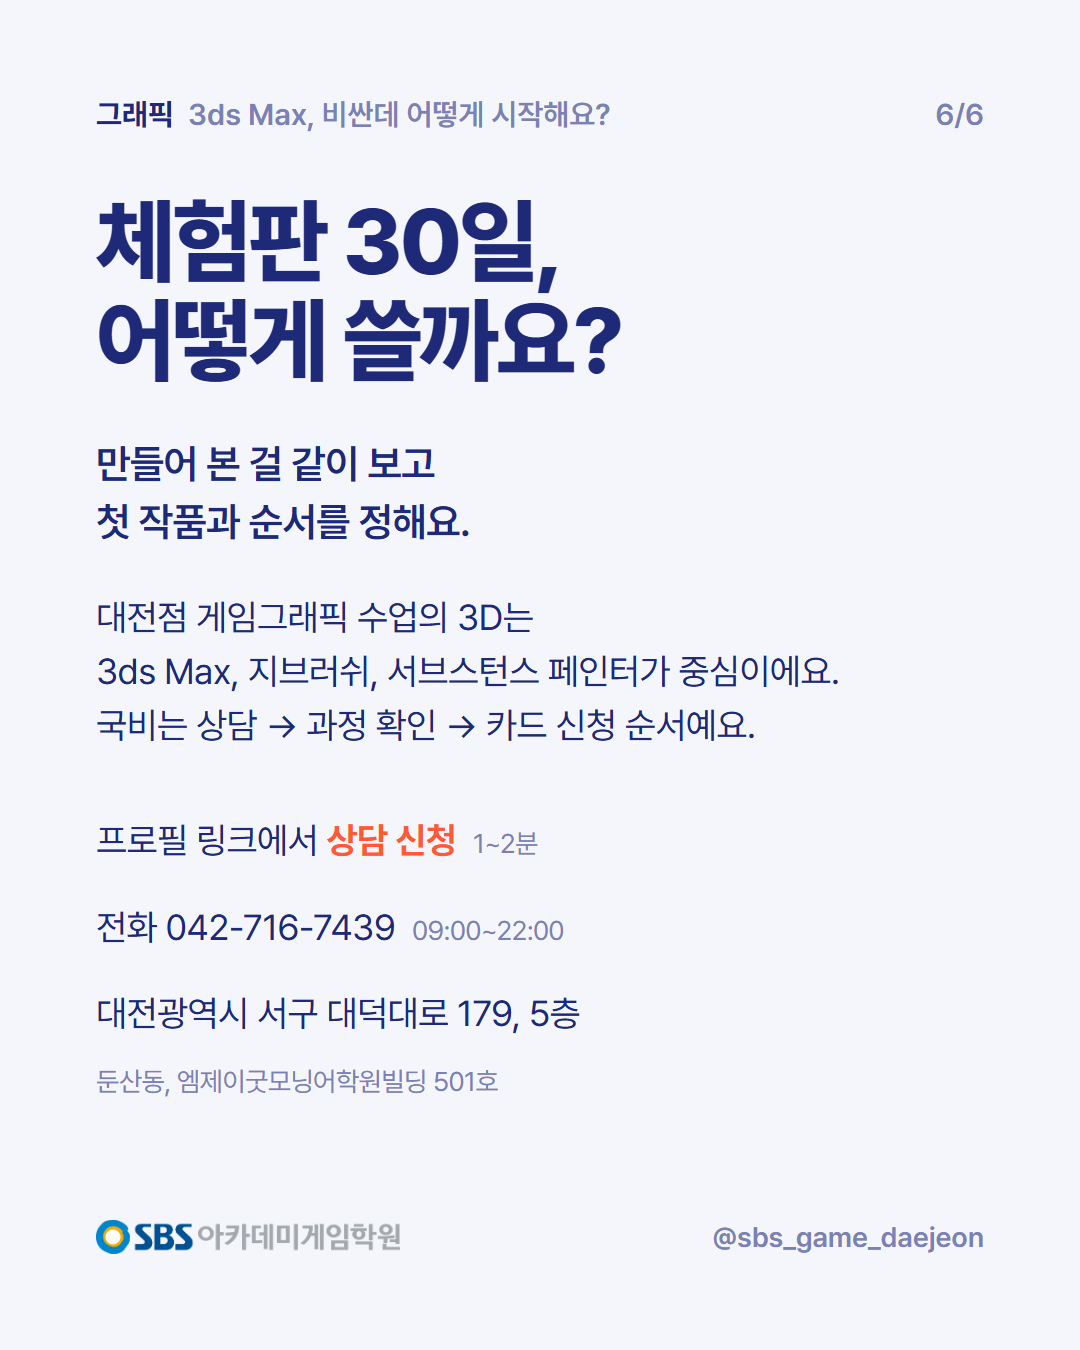 그래픽 3ds Max, 비싼데 어떻게 시작해요? 6/6
체험판 30일,
어떻게 쓸까요?
만들어 본 걸 같이 보고
첫 작품과 순서를 정해요.
대전점 게임그래픽 수업의 3D는
3ds Max, 지브러쉬, 서브스턴스 페인터가 중심이에요.
국비는 상담 → 과정 확인 → 카드 신청 순서예요.
프로필 링크에서 상담 신청 1~2분
전화 042-716-7439 09:00~22:00
대전광역시 서구 대덕대로 179, 5층
둔산동, 엠제이굿모닝어학원빌딩 501호
SBS 아카데미게임학원 @sbs_game_daejeon